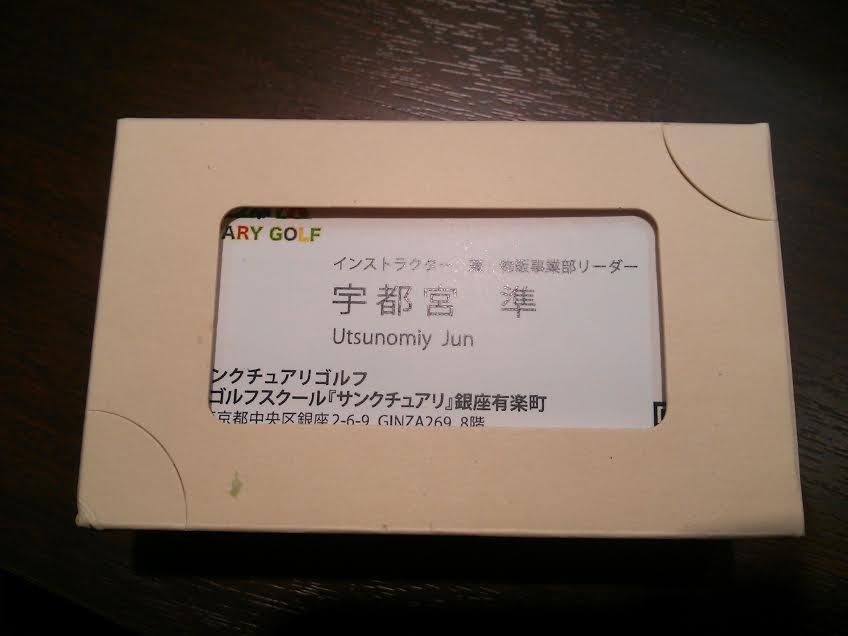 ARY GOLF
インストラクター 兼 物販事業部リーダー
宇都宮 準
Utsunomiy Jun
ンクチュアリゴルフ
ゴルフスクール『サンクチュアリ』銀座有楽町
京都中央区銀座2-6-9 GINZA269 8階